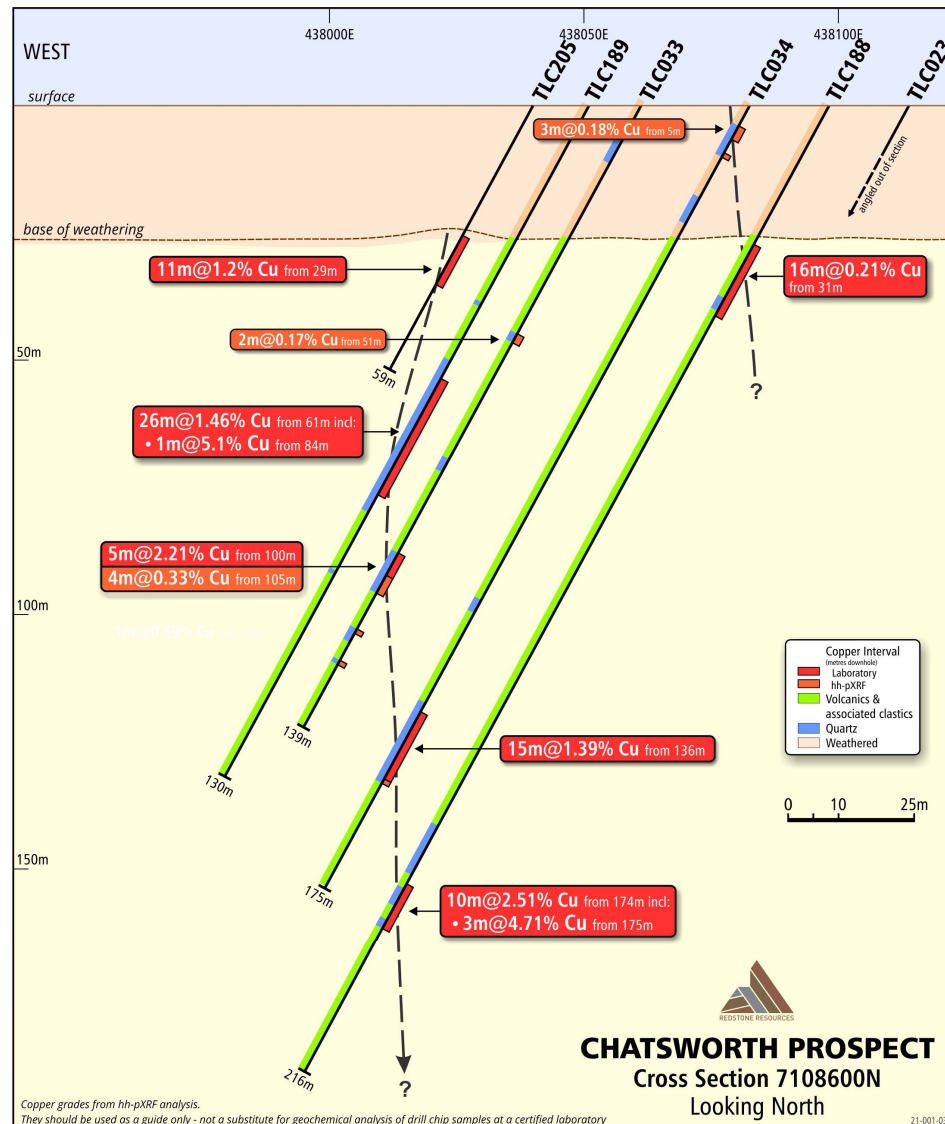 438000E
438050E
438100E
WEST
TLC205
TLC189
TLC033
TLC034
TLC188
TLC023
surface
3m@0.18% Cu from 5m
angled out of section
base of weathering
11m@1.2% Cu from 29m
16m@0.21% Cu
from 31m
2m@0.17% Cu from 51m
50m
59m
?
26m@1.46% Cu from 61m incl:
• 1m@5.1% Cu from 84m
5m@2.21% Cu from 100m
4m@0.33% Cu from 105m
100m
Copper Interval
(metres downhole)
Laboratory
hh-pXRF
Volcanics &
associated clastics
Quartz
Weathered
139m
130m
15m@1.39% Cu from 136m
0 10 25m
150m
175m
10m@2.51% Cu from 174m incl:
• 3m@4.71% Cu from 175m
216m
?
REDSTONE RESOURCES
CHATSWORTH PROSPECT
Cross Section 7108600N
Looking North
Copper grades from hh-pXRF analysis.
They should be used as a guide only - not a substitute for geochemical analysis of drill chip samples at a certified laboratory